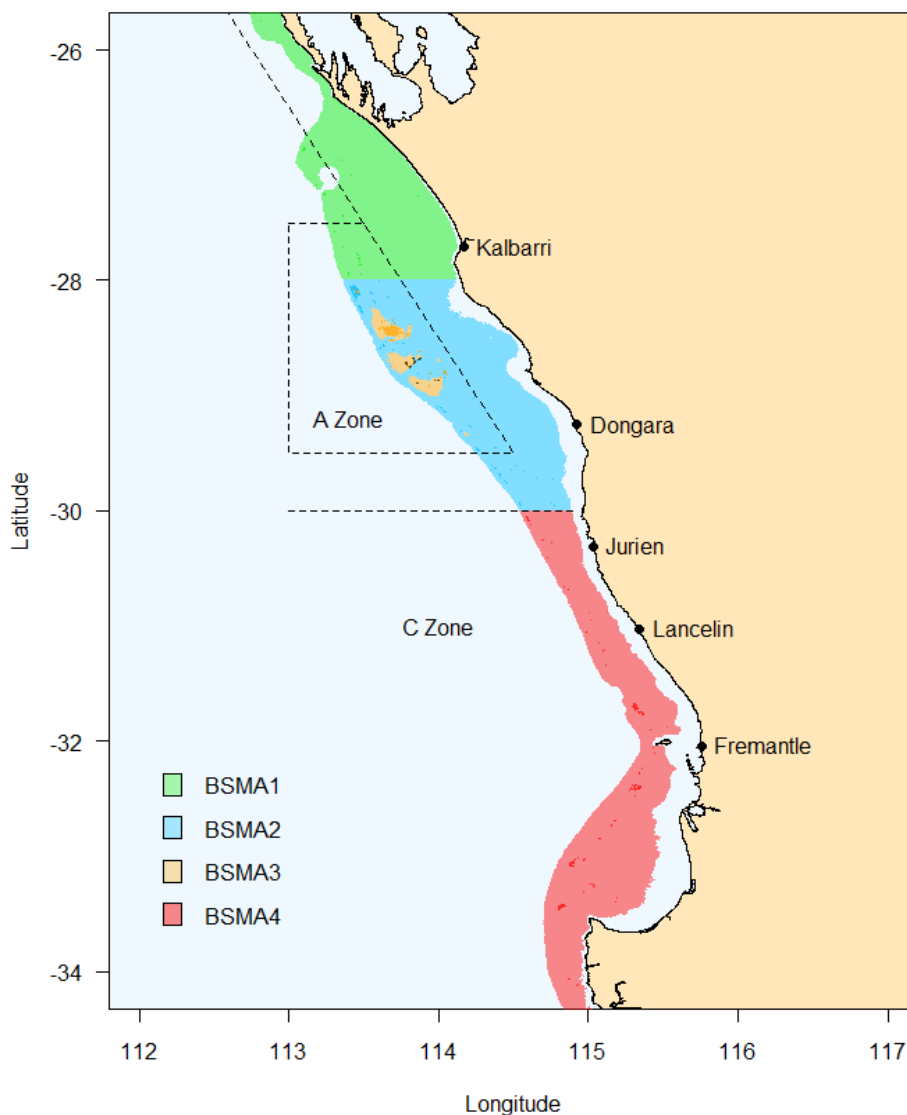 -26
Kalbarri
-28
A Zone
Dongara
-30
Jurien
C Zone
Lancelin
-32
Fremantle
BSMA1
BSMA2
BSMA3
BSMA4
-34
112
113
114
115
116
117
Latitude
Longitude